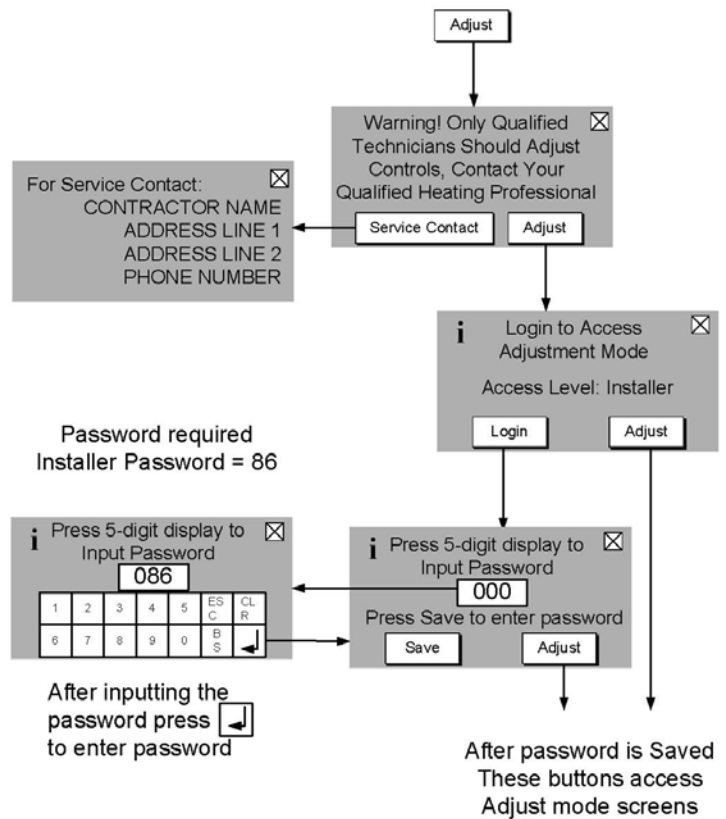 Adjust
Warning! Only Qualified
Technicians Should Adjust
Controls, Contact Your
Qualified Heating Professional
Service Contact
Adjust
For Service Contact:
CONTRACTOR NAME
ADDRESS LINE 1
ADDRESS LINE 2
PHONE NUMBER
i
Login to Access
Adjustment Mode
Access Level: Installer
Login
Adjust
Password required
Installer Password = 86
i
Press 5-digit display to
Input Password
086
1 2 3 4 5 ESC CLR
6 7 8 9 0 BS
i
Press 5-digit display to
Input Password
000
Press Save to enter password
Save
Adjust
After inputting the
password press
to enter password
After password is Saved
These buttons access
Adjust mode screens